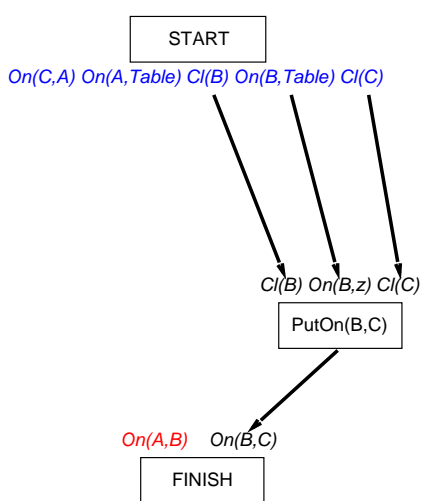 START
On(C,A) On(A,Table) Cl(B) On(B,Table) Cl(C)
Cl(B) On(B,z) Cl(C)
PutOn(B,C)
On(A,B) On(B,C)
FINISH